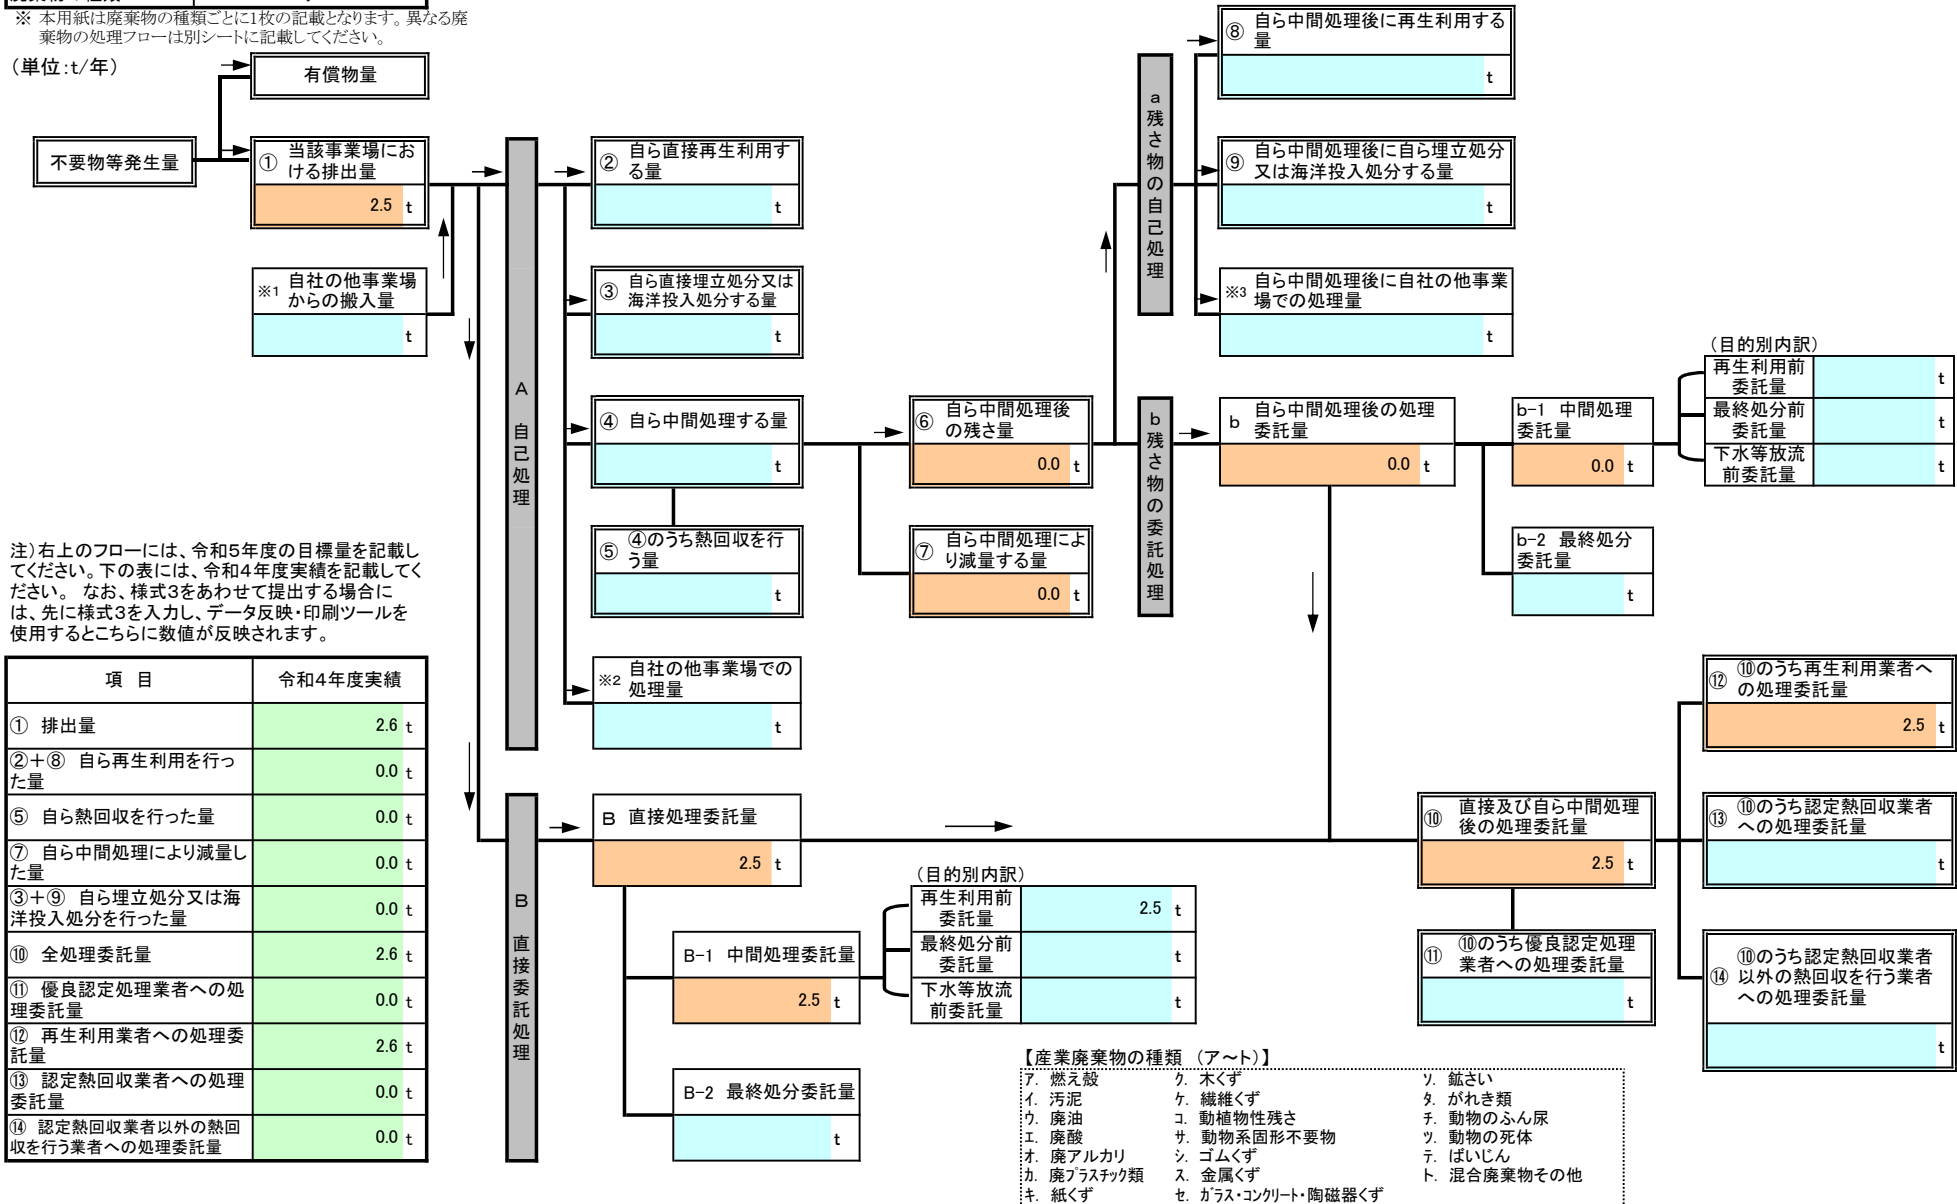 ※ 本用紙は廃棄物の種類ごとに1枚の記載となります。異なる廃
棄物の処理フローは別シートに記載してください。
(単位:t/年)
有償物量
不要物等発生量
① 当該事業場にお
ける排出量
2.5 t
※1 自社の他事業場
からの搬入量
t
A 自己処理
② 自ら直接再生利用す
る量
t
③ 自ら直接埋立処分又は
海洋投入処分する量
t
④ 自ら中間処理する量
t
⑤ ④のうち熱回収を行
う量
t
※2 自社の他事業場での
処理量
t
⑥ 自ら中間処理後
の残さ量
0.0 t
⑦ 自ら中間処理によ
り減量する量
0.0 t
a 残さ物の自己処理
⑧ 自ら中間処理後に再生利用する
量
t
⑨ 自ら中間処理後に自ら埋立処分
又は海洋投入処分する量
t
※3 自ら中間処理後に自社の他事業
場での処理量
t
b 残さ物の委託処理
b 自ら中間処理後の処理
委託量
0.0 t
b-1 中間処理
委託量
0.0 t
(目的別内訳)
再生利用前
委託量
t
最終処分前
委託量
t
下水等放流
前委託量
t
b-2 最終処分
委託量
t
注)右上のフローには、令和5年度の目標量を記載し
てください。下の表には、令和4年度実績を記載してく
ださい。 なお、様式3をあわせて提出する場合に
は、先に様式3を入力し、データ反映・印刷ツールを
使用するとこちらに数値が反映されます。
項 目 令和4年度実績
① 排出量 2.6 t
②+⑧ 自ら再生利用を行っ
た量
0.0 t
⑤ 自ら熱回収を行った量 0.0 t
⑦ 自ら中間処理により減量し
た量
0.0 t
③+⑨ 自ら埋立処分又は海
洋投入処分を行った量
0.0 t
⑩ 全処理委託量 2.6 t
⑪ 優良認定処理業者への処
理委託量
0.0 t
⑫ 再生利用業者への処理委
託量
2.6 t
⑬ 認定熱回収業者への処理
委託量
0.0 t
⑭ 認定熱回収業者以外の熱回
収を行う業者への処理委託量
0.0 t
B 直接委託処理
B 直接処理委託量
2.5 t
(目的別内訳)
再生利用前
委託量
2.5 t
最終処分前
委託量
t
下水等放流
前委託量
t
B-1 中間処理委託量
2.5 t
B-2 最終処分委託量
t
⑩ 直接及び自ら中間処理
後の処理委託量
2.5 t
⑪ ⑩のうち優良認定処理
業者への処理委託量
t
⑫ ⑩のうち再生利用業者へ
の処理委託量
2.5 t
⑬ ⑩のうち認定熱回収業者
への処理委託量
t
⑭ ⑩のうち認定熱回収業者
以外の熱回収を行う業者
への処理委託量
t
【産業廃棄物の種類 (ア~ト)】
ア. 燃え殻 ク. 木くず ソ. 鉱さい
イ. 汚泥 ケ. 繊維くず タ. がれき類
ウ. 廃油 コ. 動植物性残さ チ. 動物のふん尿
エ. 廃酸 サ. 動物系固形不要物 ツ. 動物の死体
オ. 廃アルカリ シ. ゴムくず テ. ばいじん
カ. 廃プラスチック類 ス. 金属くず ト. 混合廃棄物その他
キ. 紙くず セ. ガラス・コンクリート・陶磁器くず